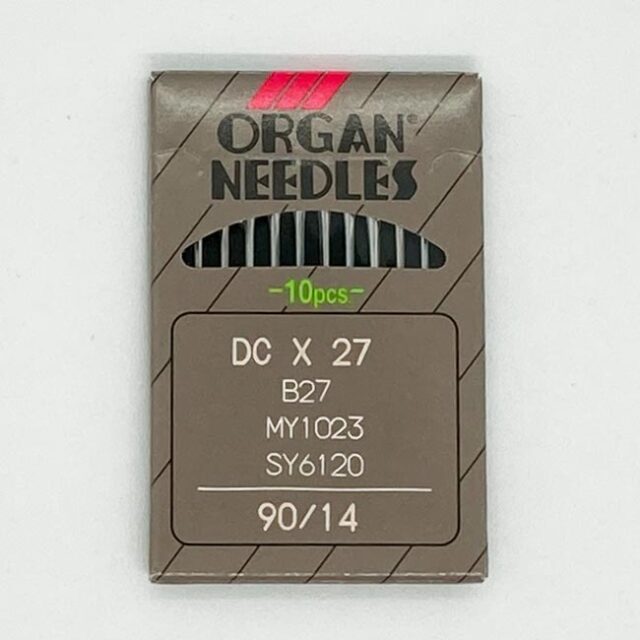 ORGAN®
NEEDLES
-10pcs-
DC X 27
B27
MY1023
SY6120
90/14